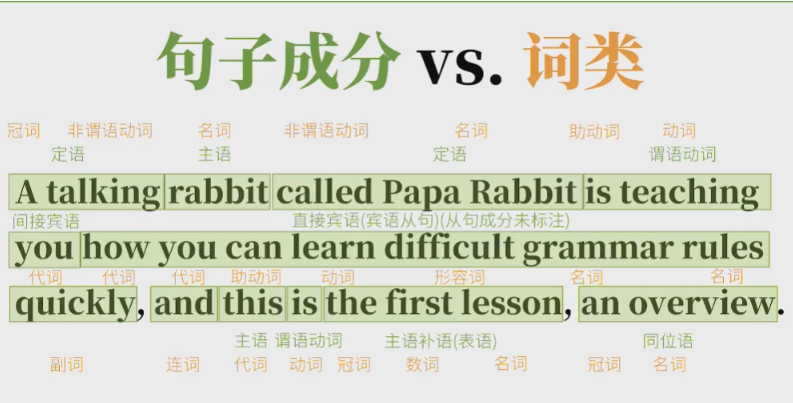 句子成分 vs. 词类
冠词 非谓语动词 名词 非谓语动词 名词 助动词 动词
定语 主语 定语 谓语动词
A talking rabbit called Papa Rabbit is teaching
间接宾语 直接宾语(宾语从句)(从句成分未标注)
you how you can learn difficult grammar rules
代词 代词 代词 助动词 动词 形容词 名词 名词
quickly, and this is the first lesson, an overview.
主语 谓语动词 主语补语(表语) 同位语
副词 连词 代词 动词 冠词 数词 名词 冠词 名词